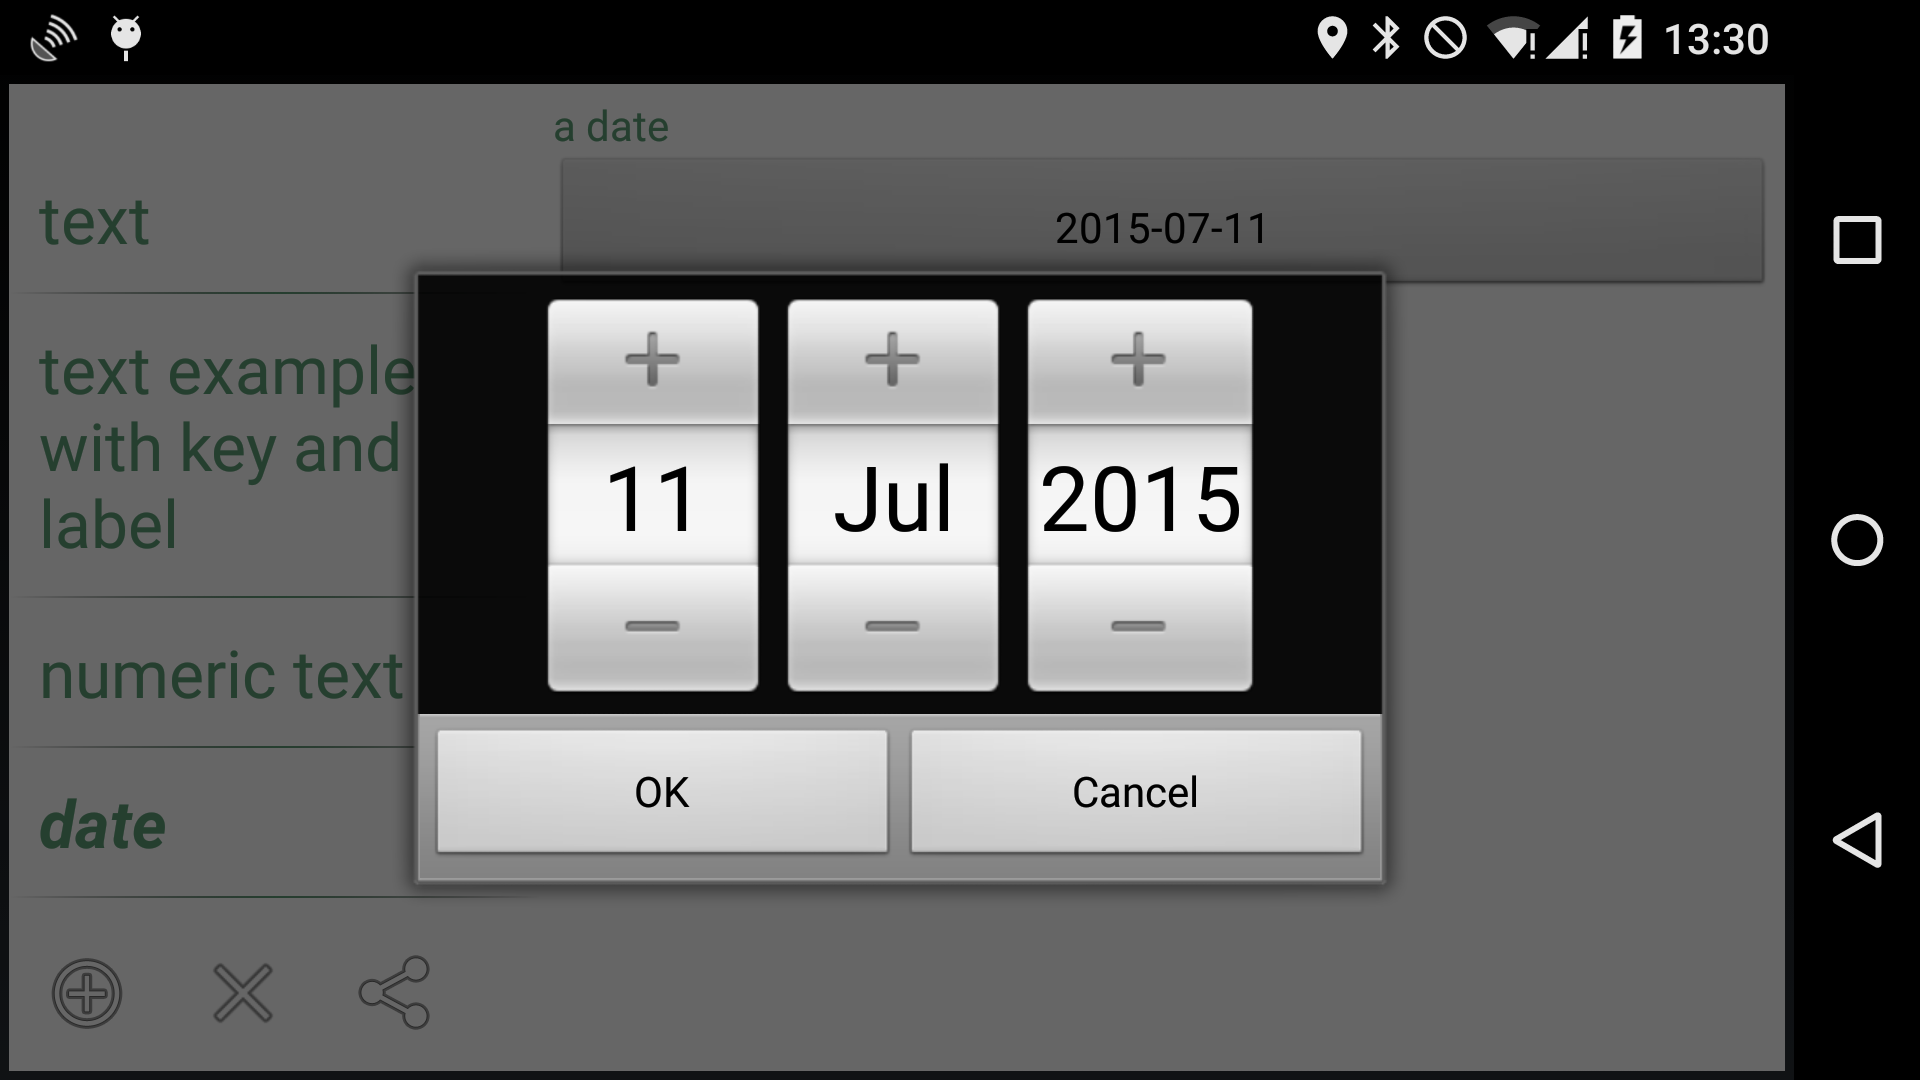 13:30
a date
2015-07-11
text
text example
with key and
label
numeric text
date
11 Jul 2015
OK Cancel